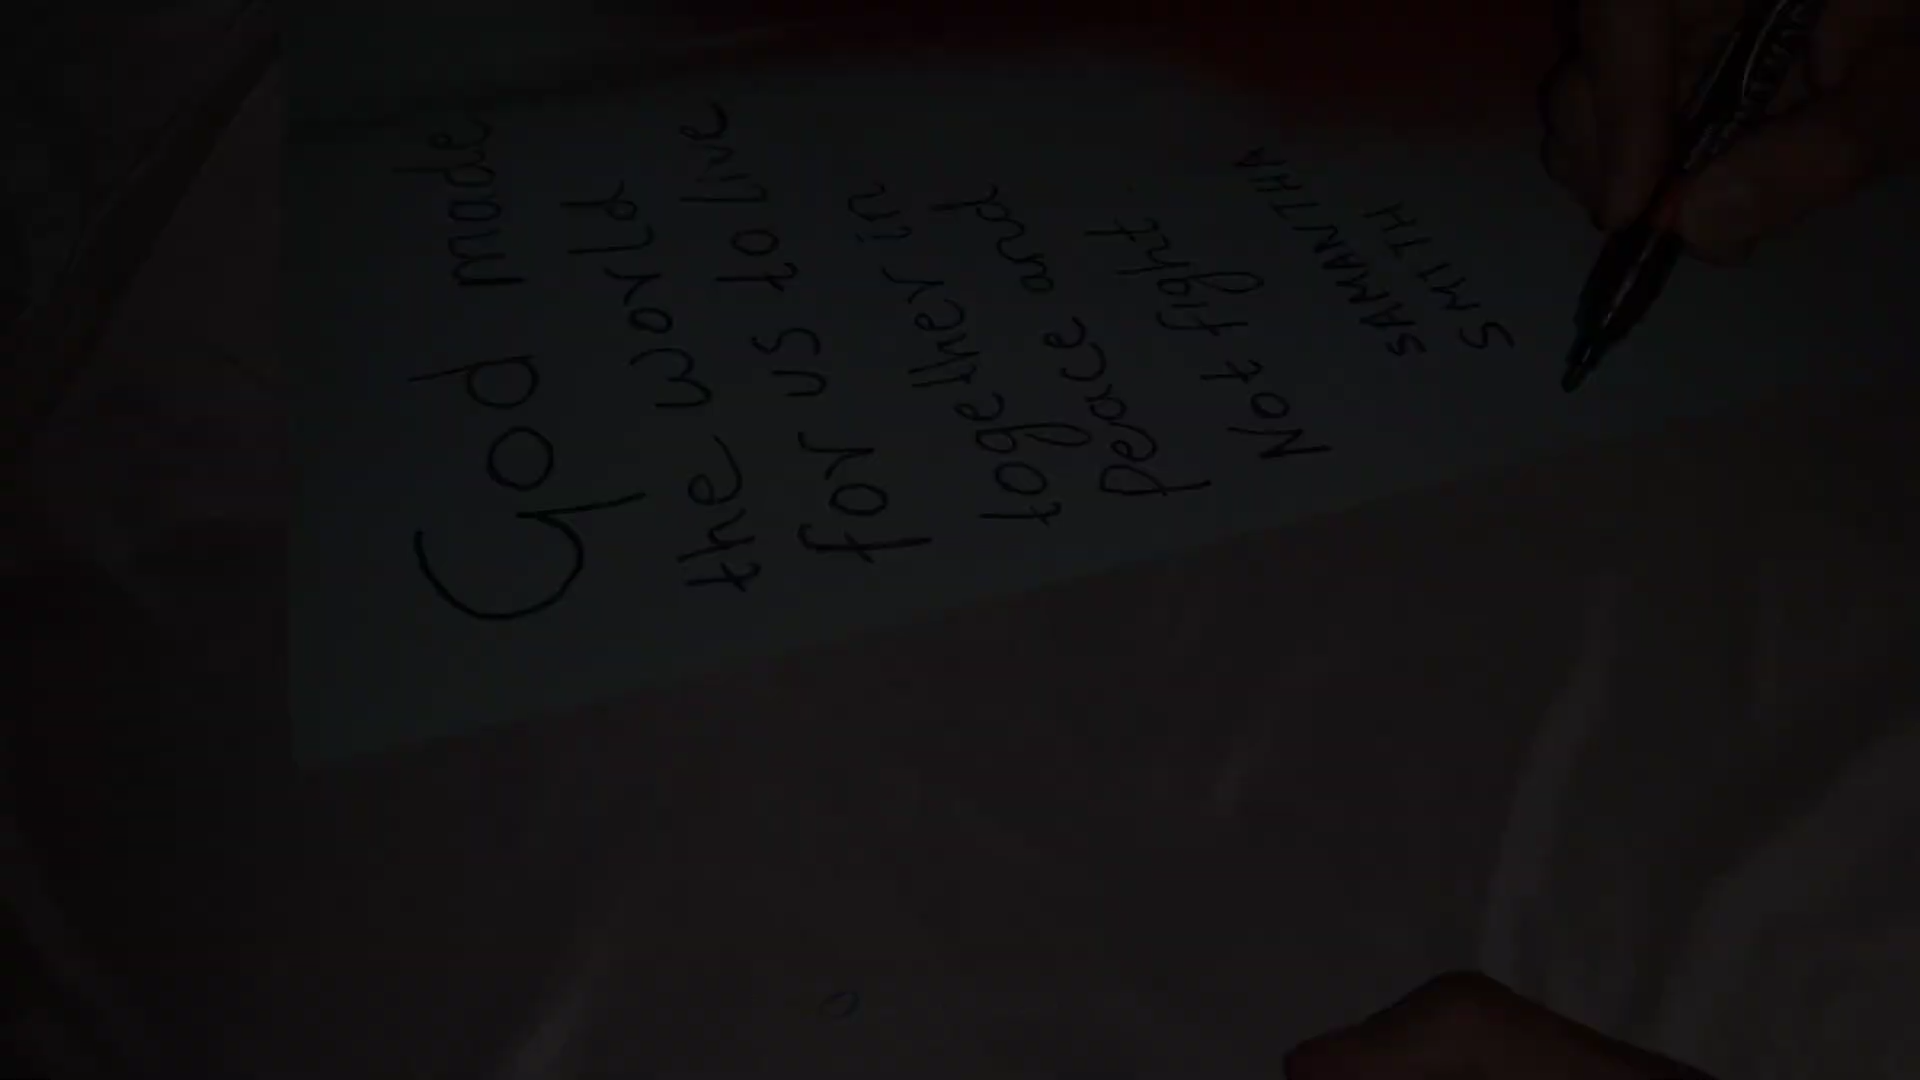 God made
the world
for us to live
together in
peace and
Not fight
SAMANTHA
SMITH